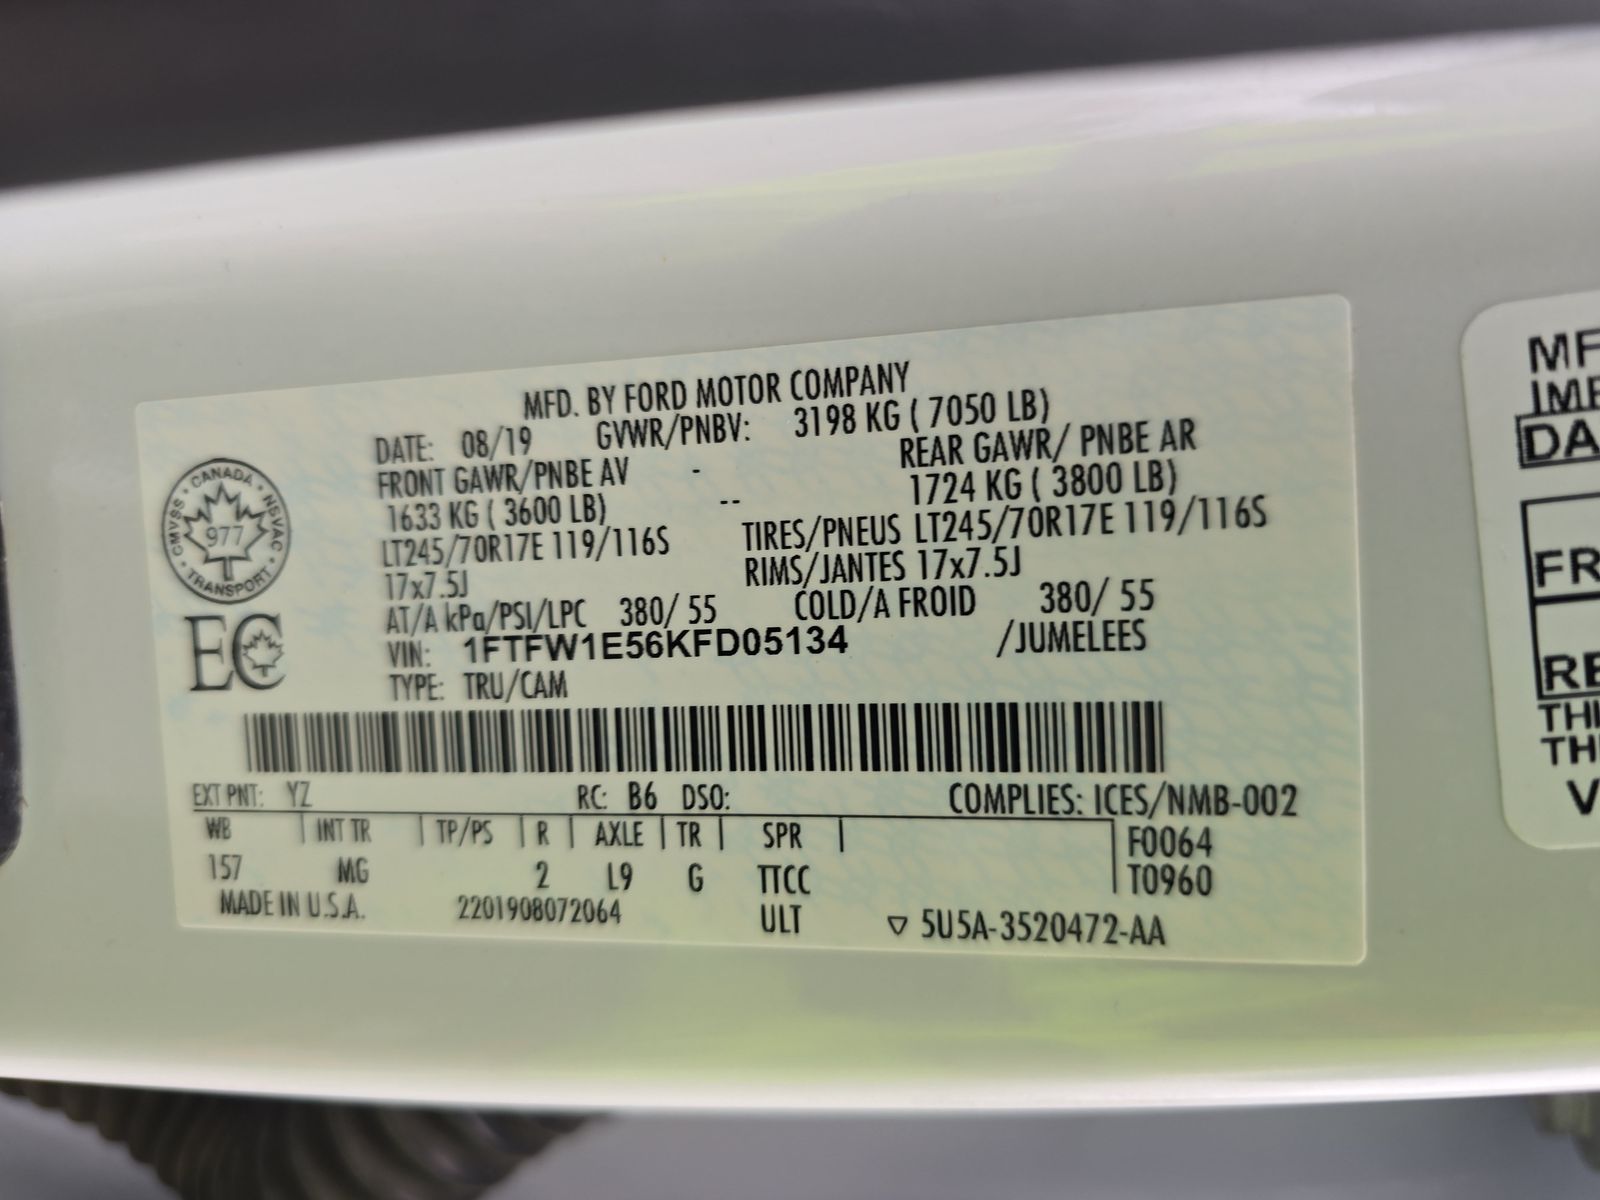 MFD. BY FORD MOTOR COMPANY
DATE: 08/19 GVWR/PNBV: 3198 KG ( 7050 LB)
FRONT GAWR/PNBE AV - REAR GAWR/ PNBE AR
1633 KG ( 3600 LB) -- 1724 KG ( 3800 LB)
LT245/70R17E 119/116S TIRES/PNEUS LT245/70R17E 119/116S
17x7.5J RIMS/JANTES 17x7.5J
AT/A kPa/PSI/LPC 380/ 55 COLD/A FROID 380/ 55
VIN: 1FTFW1E56KFD05134 /JUMELEES
TYPE: TRU/CAM
CANADA
CMVSS NSVAC
977
TRANSPORT
EC
EXT PNT: YZ RC: B6 DSO: COMPLIES: ICES/NMB-002
WB INT TR TP/PS R AXLE TR SPR F0064
157 MG 2 L9 G TTCC T0960
MADE IN U.S.A. 2201908072064 ULT ▽ 5U5A-3520472-AA
MF
IME
DA
FR
RE
THI
TH
V